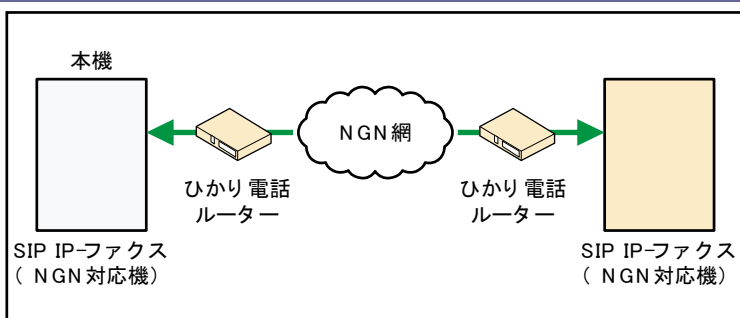 本機
NGN網
ひかり電話
ルーター
ひかり電話
ルーター
SIP IP-ファクス
( NGN対応機)
SIP IP-ファクス
( NGN対応機)